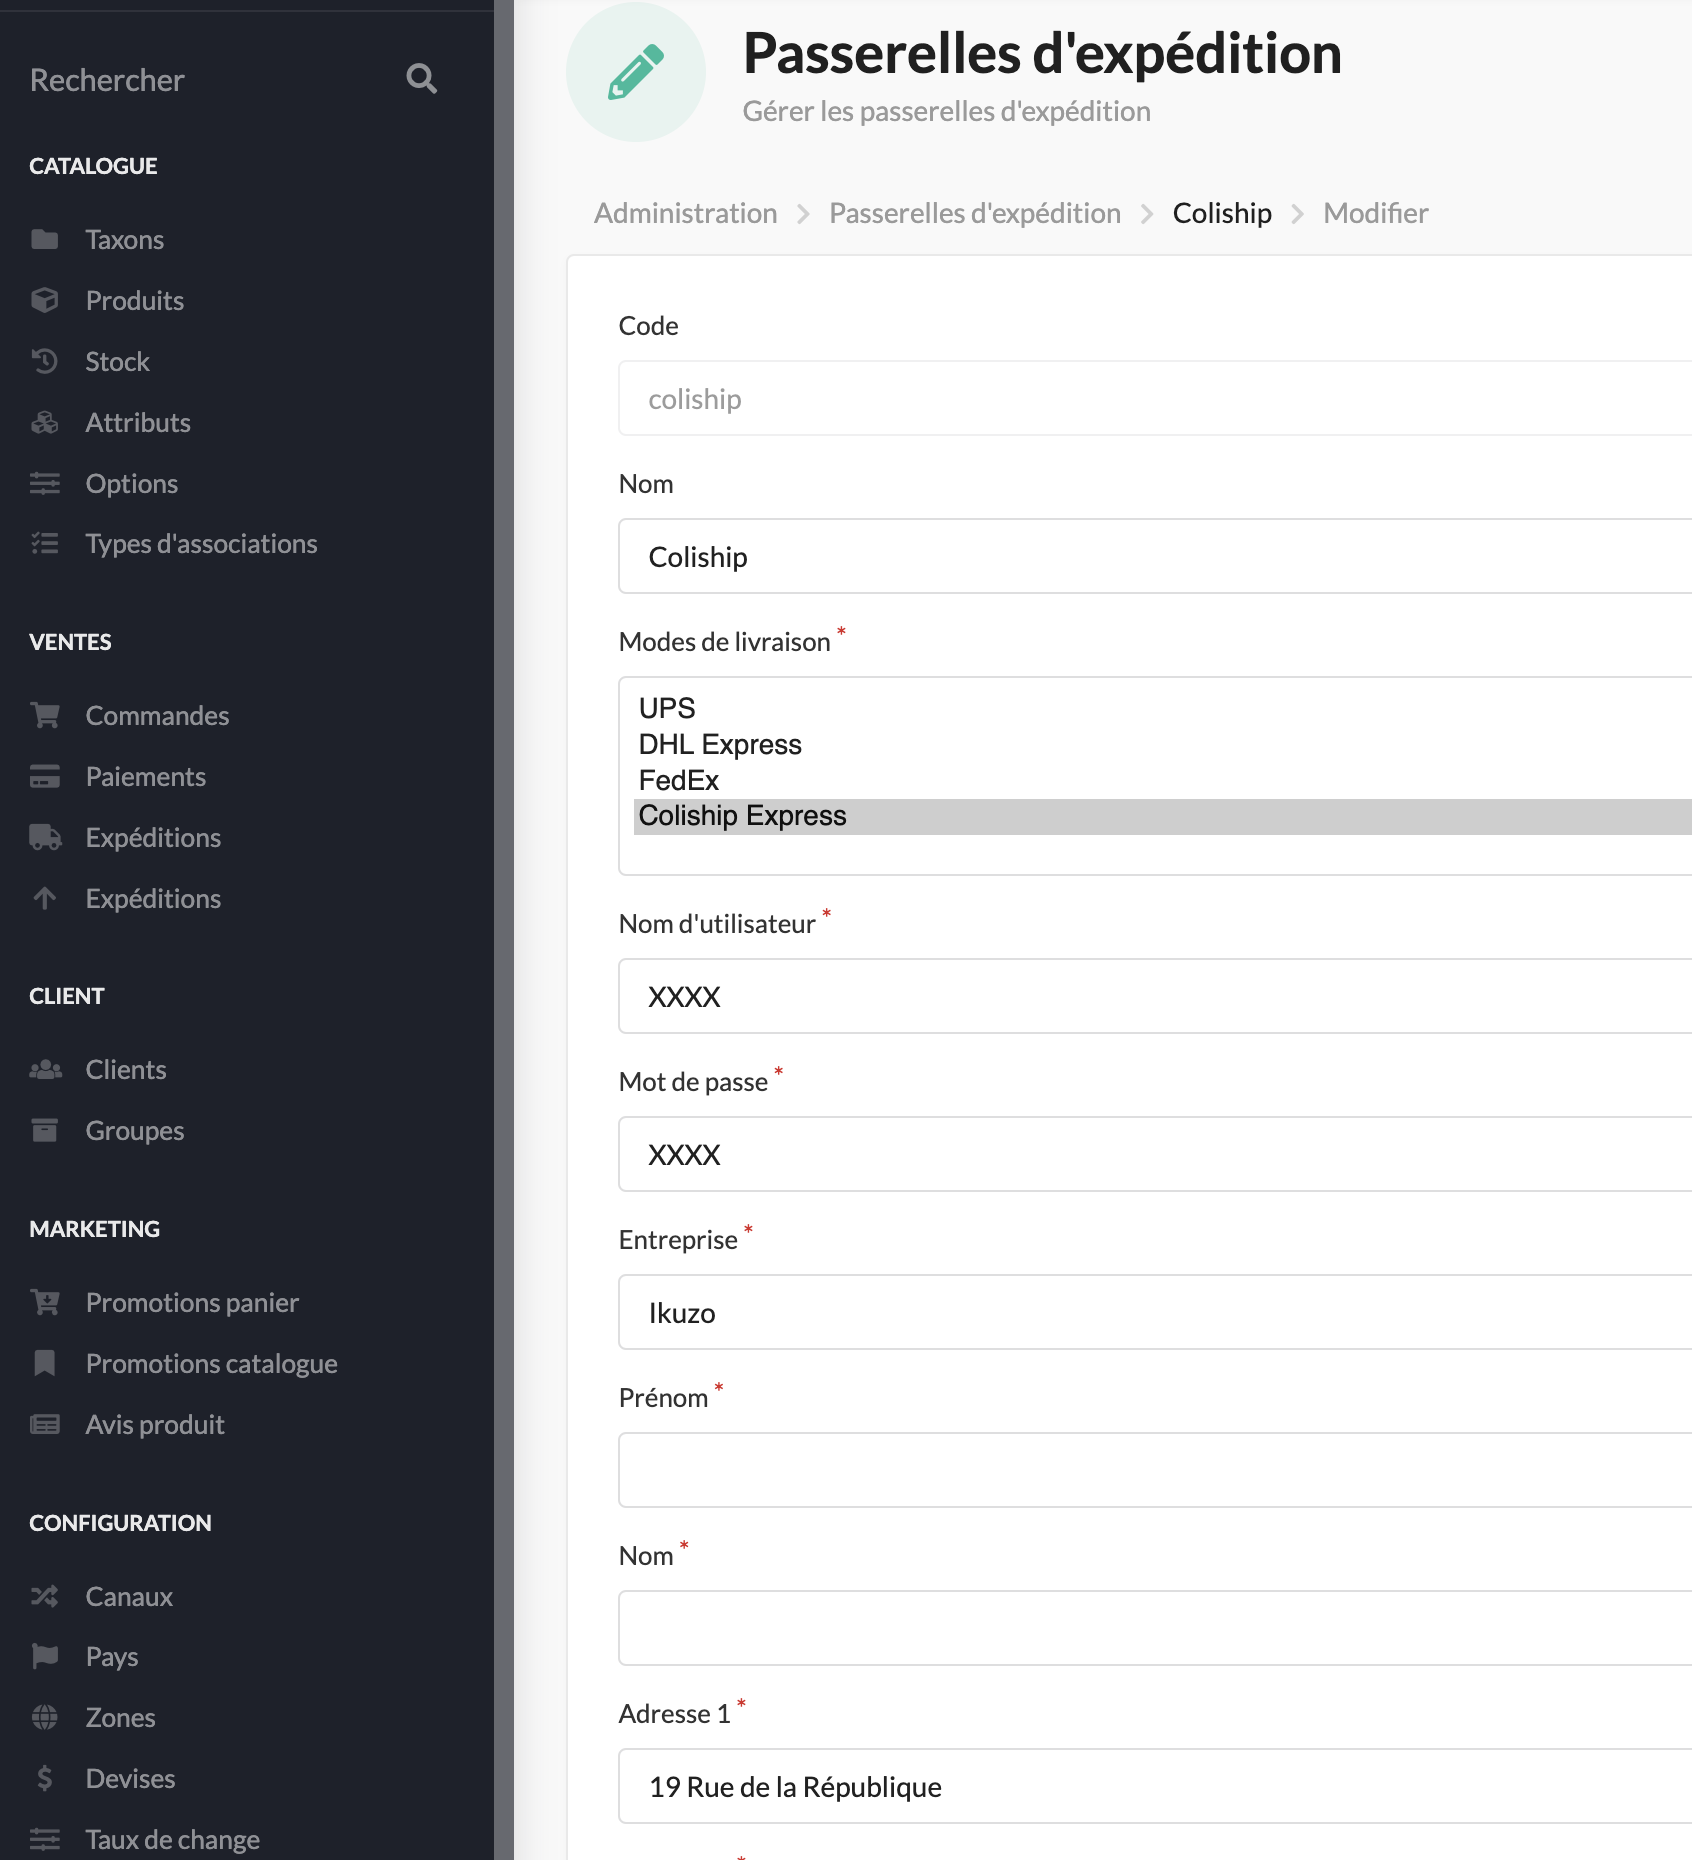 Rechercher
CATALOGUE
Taxons
Produits
Stock
Attributs
Options
Types d'associations
VENTES
Commandes
Paiements
Expéditions
Expéditions
CLIENT
Clients
Groupes
MARKETING
Promotions panier
Promotions catalogue
Avis produit
CONFIGURATION
Canaux
Pays
Zones
Devises
Taux de change
Passerelles d'expédition
Gérer les passerelles d'expédition
Administration > Passerelles d'expédition > Coliship > Modifier
Code
coliship
Nom
Coliship
Modes de livraison *
UPS
DHL Express
FedEx
Coliship Express
Nom d'utilisateur *
XXXX
Mot de passe *
XXXX
Entreprise *
Ikuzo
Prénom *
Nom *
Adresse 1 *
19 Rue de la République